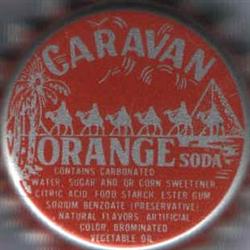 CARAVAN
ORANGE SODA
CONTAINS CARBONATED
WATER, SUGAR AND OR CORN SWEETENER,
CITRIC ACID, FOOD STARCH, ESTER GUM,
SODIUM BENZOATE (PRESERVATIVE),
NATURAL FLAVORS, ARTIFICIAL
COLOR, BROMINATED
VEGETABLE OIL